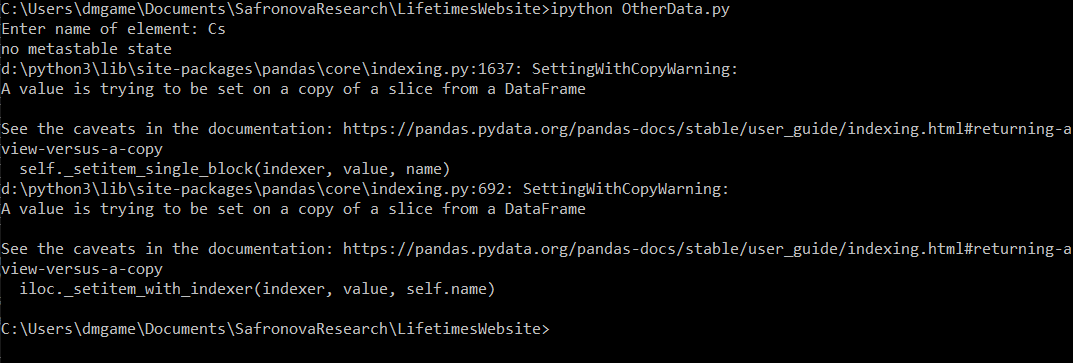 C:\Users\dmgame\Documents\SafronovaResearch\LifetimesWebsite>ipython OtherData.py
Enter name of element: Cs
no metastable state
d:\python3\lib\site-packages\pandas\core\indexing.py:1637: SettingWithCopyWarning:
A value is trying to be set on a copy of a slice from a DataFrame
See the caveats in the documentation: https://pandas.pydata.org/pandas-docs/stable/user_guide/indexing.html#returning-a
view-versus-a-copy
self._setitem_single_block(indexer, value, name)
d:\python3\lib\site-packages\pandas\core\indexing.py:692: SettingWithCopyWarning:
A value is trying to be set on a copy of a slice from a DataFrame
See the caveats in the documentation: https://pandas.pydata.org/pandas-docs/stable/user_guide/indexing.html#returning-a
view-versus-a-copy
iloc._setitem_with_indexer(indexer, value, self.name)
C:\Users\dmgame\Documents\SafronovaResearch\LifetimesWebsite>